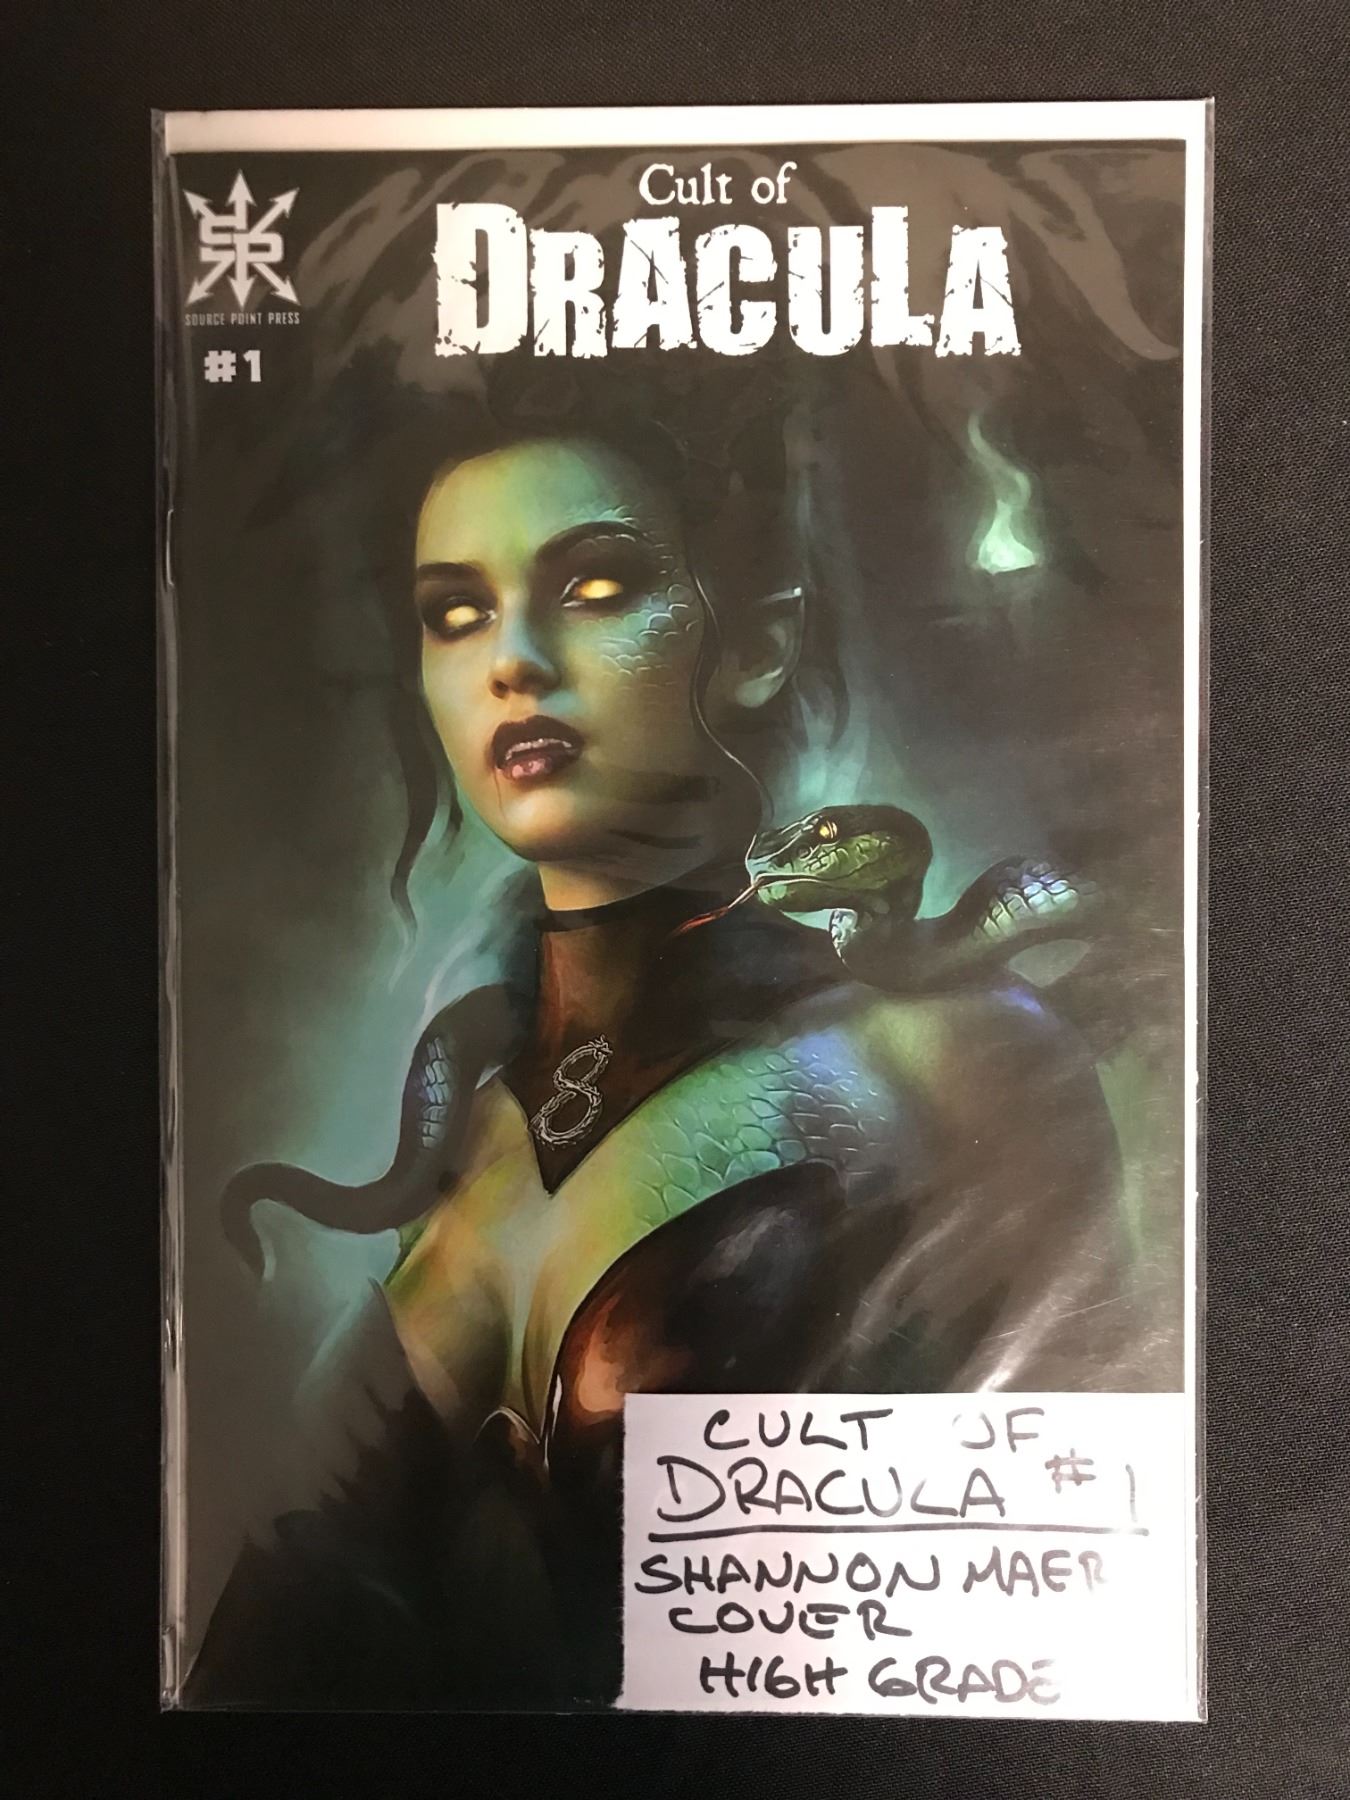 Cult of
DRACULA
SOURCE POINT PRESS
#1
CULT OF
DRACULA #1
SHANNON MAER
COVER
HIGH GRADE